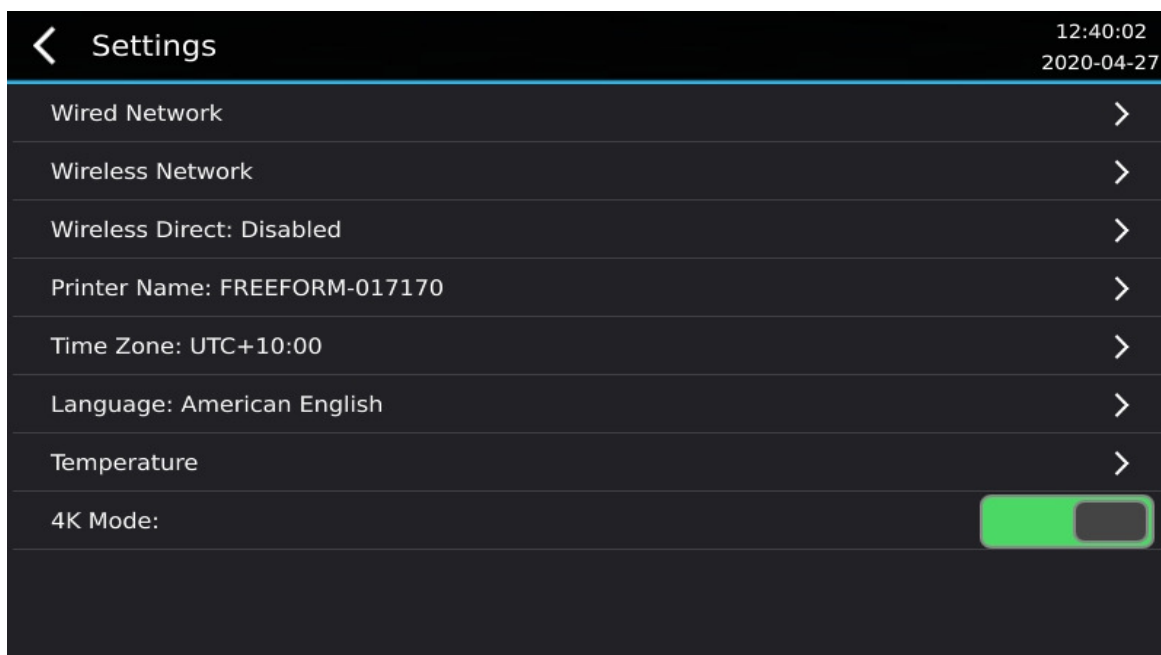 Settings
12:40:02
2020-04-27
Wired Network
Wireless Network
Wireless Direct: Disabled
Printer Name: FREEFORM-017170
Time Zone: UTC+10:00
Language: American English
Temperature
4K Mode: